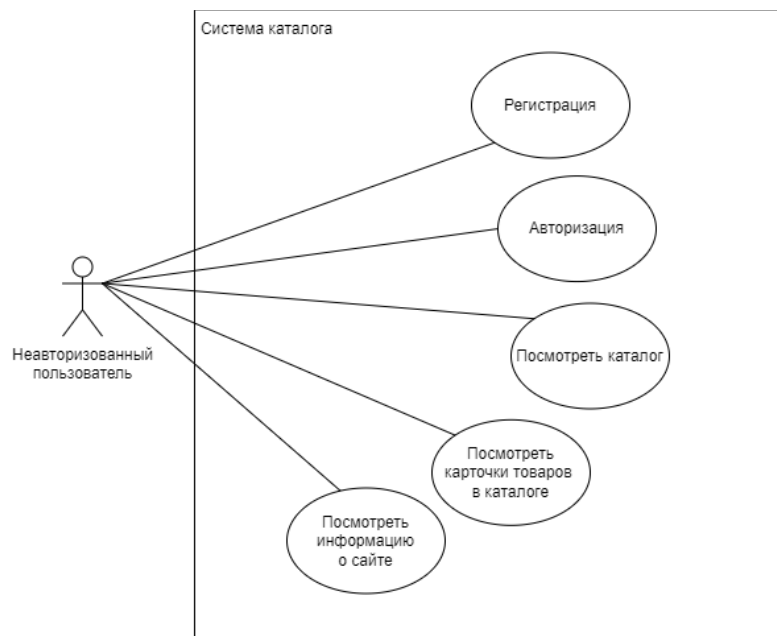 Система каталога
Регистрация
Авторизация
Неавторизованный
пользователь
Посмотреть каталог
Посмотреть
карточки товаров
в каталоге
Посмотреть
информацию
о сайте